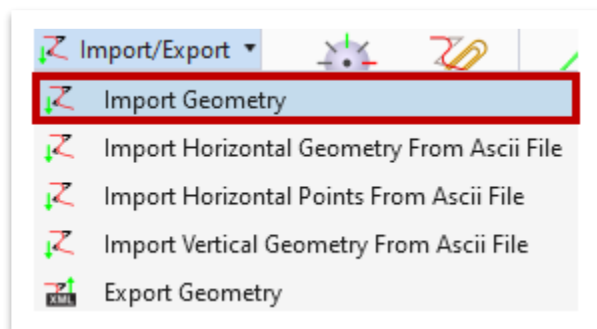 Import/Export
Import Geometry
Import Horizontal Geometry From Ascii File
Import Horizontal Points From Ascii File
Import Vertical Geometry From Ascii File
XML Export Geometry